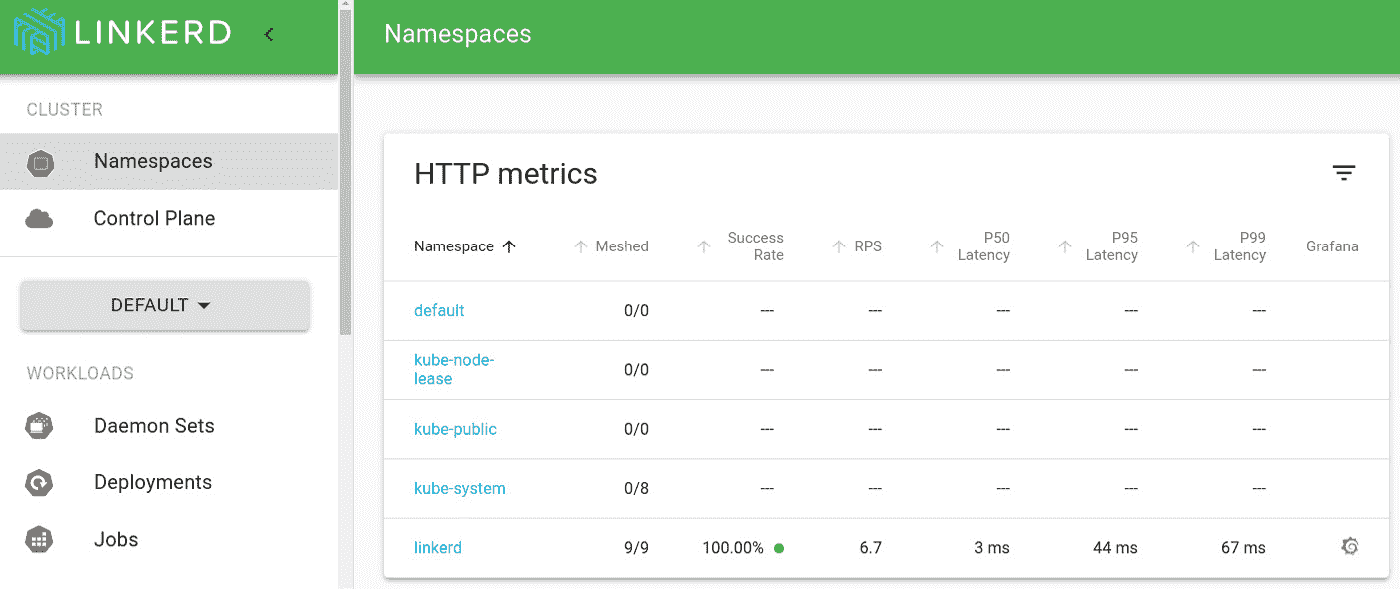 LINKERD
CLUSTER
Namespaces
Control Plane
DEFAULT
WORKLOADS
Daemon Sets
Deployments
Jobs
Namespaces
HTTP metrics
Namespace Meshed Success Rate RPS P50 Latency P95 Latency P99 Latency Grafana
default 0/0 --- --- --- --- ---
kube-node-lease 0/0 --- --- --- --- ---
kube-public 0/0 --- --- --- --- ---
kube-system 0/8 --- --- --- --- ---
linkerd 9/9 100.00% 6.7 3 ms 44 ms 67 ms